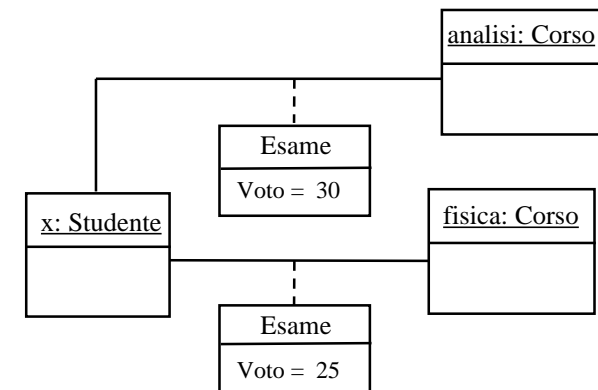 analisi: Corso
Esame
Voto = 30
x: Studente
fisica: Corso
Esame
Voto = 25